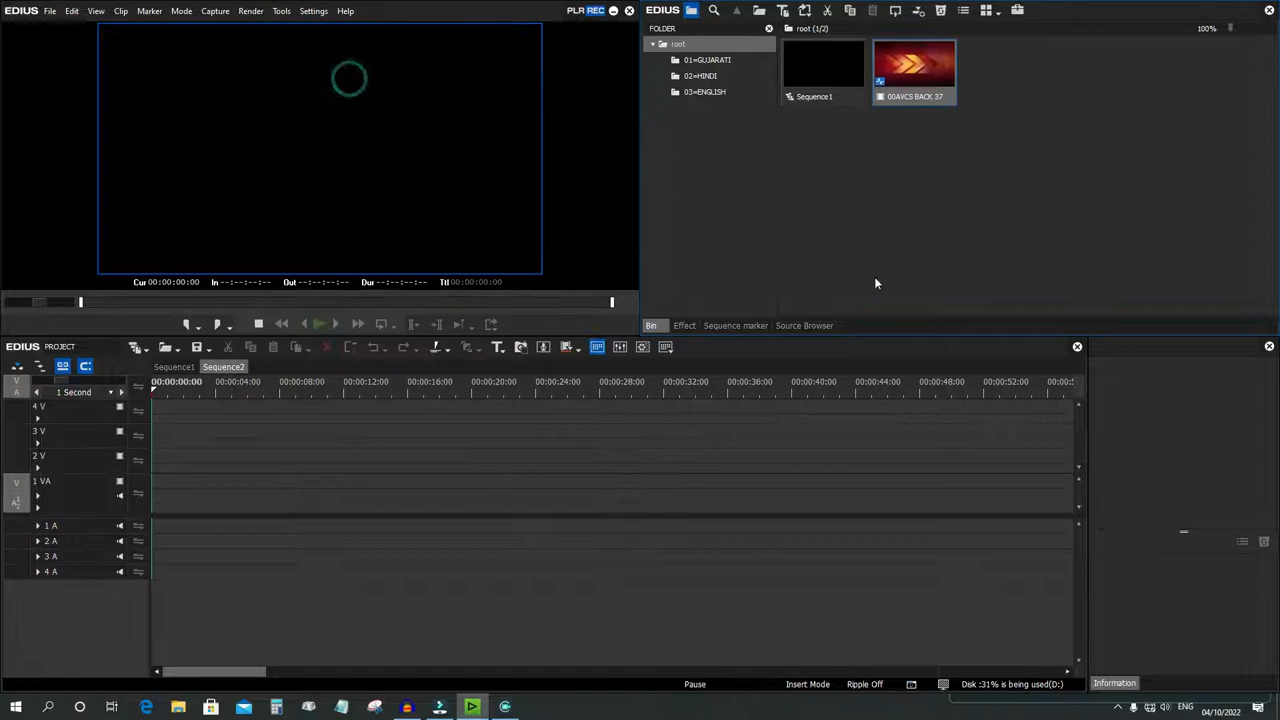 EDIUS File Edit View Clip Marker Mode Capture Render Tools Settings Help PLR REC
EDIUS
FOLDER
root (1/2) 100%
root
01=GUJARATI
02=HINDI
03=ENGLISH
Sequence1 00AVCS BACK 37
Cur 00:00:00:00 In --:--:--:-- Out --:--:--:-- Dur --:--:--:-- Ttl 00:00:00:00
Bin Effect Sequence marker Source Browser
EDIUS PROJECT
Sequence1 Sequence2
V
A
00:00:00:00 00:00:04:00 00:00:08:00 00:00:12:00 00:00:16:00 00:00:20:00 00:00:24:00 00:00:28:00 00:00:32:00 00:00:36:00 00:00:40:00 00:00:44:00 00:00:48:00 00:00:52:00
1 Second
4 V
3 V
2 V
V 1 VA
1 A
2 A
3 A
4 A
Pause Insert Mode Ripple Off Disk :31% is being used(D:)
Information
ENG 04/10/2022